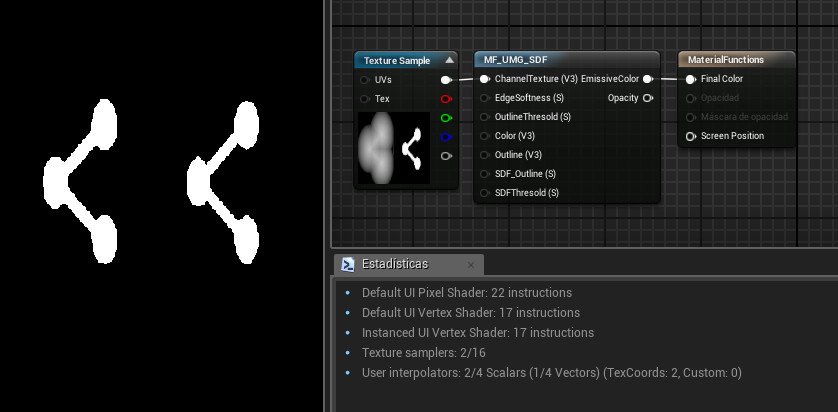 Texture Sample
UVs
Tex
MF_UMG_SDF
ChannelTexture (V3) EmissiveColor
EdgeSoftness (S) Opacity
OutlineThresold (S)
Color (V3)
Outline (V3)
SDF_Outline (S)
SDFThresold (S)
MaterialFunctions
Final Color
Opacidad
Máscara de opacidad
Screen Position
Estadísticas
Default UI Pixel Shader: 22 instructions
Default UI Vertex Shader: 17 instructions
Instanced UI Vertex Shader: 17 instructions
Texture samplers: 2/16
User interpolators: 2/4 Scalars (1/4 Vectors) (TexCoords: 2, Custom: 0)